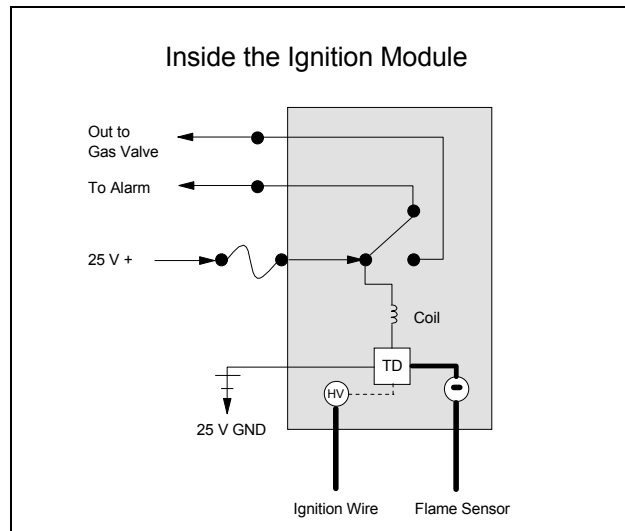 Inside the Ignition Module
Out to
Gas Valve
To Alarm
25 V +
Coil
TD
HV
25 V GND
Ignition Wire
Flame Sensor